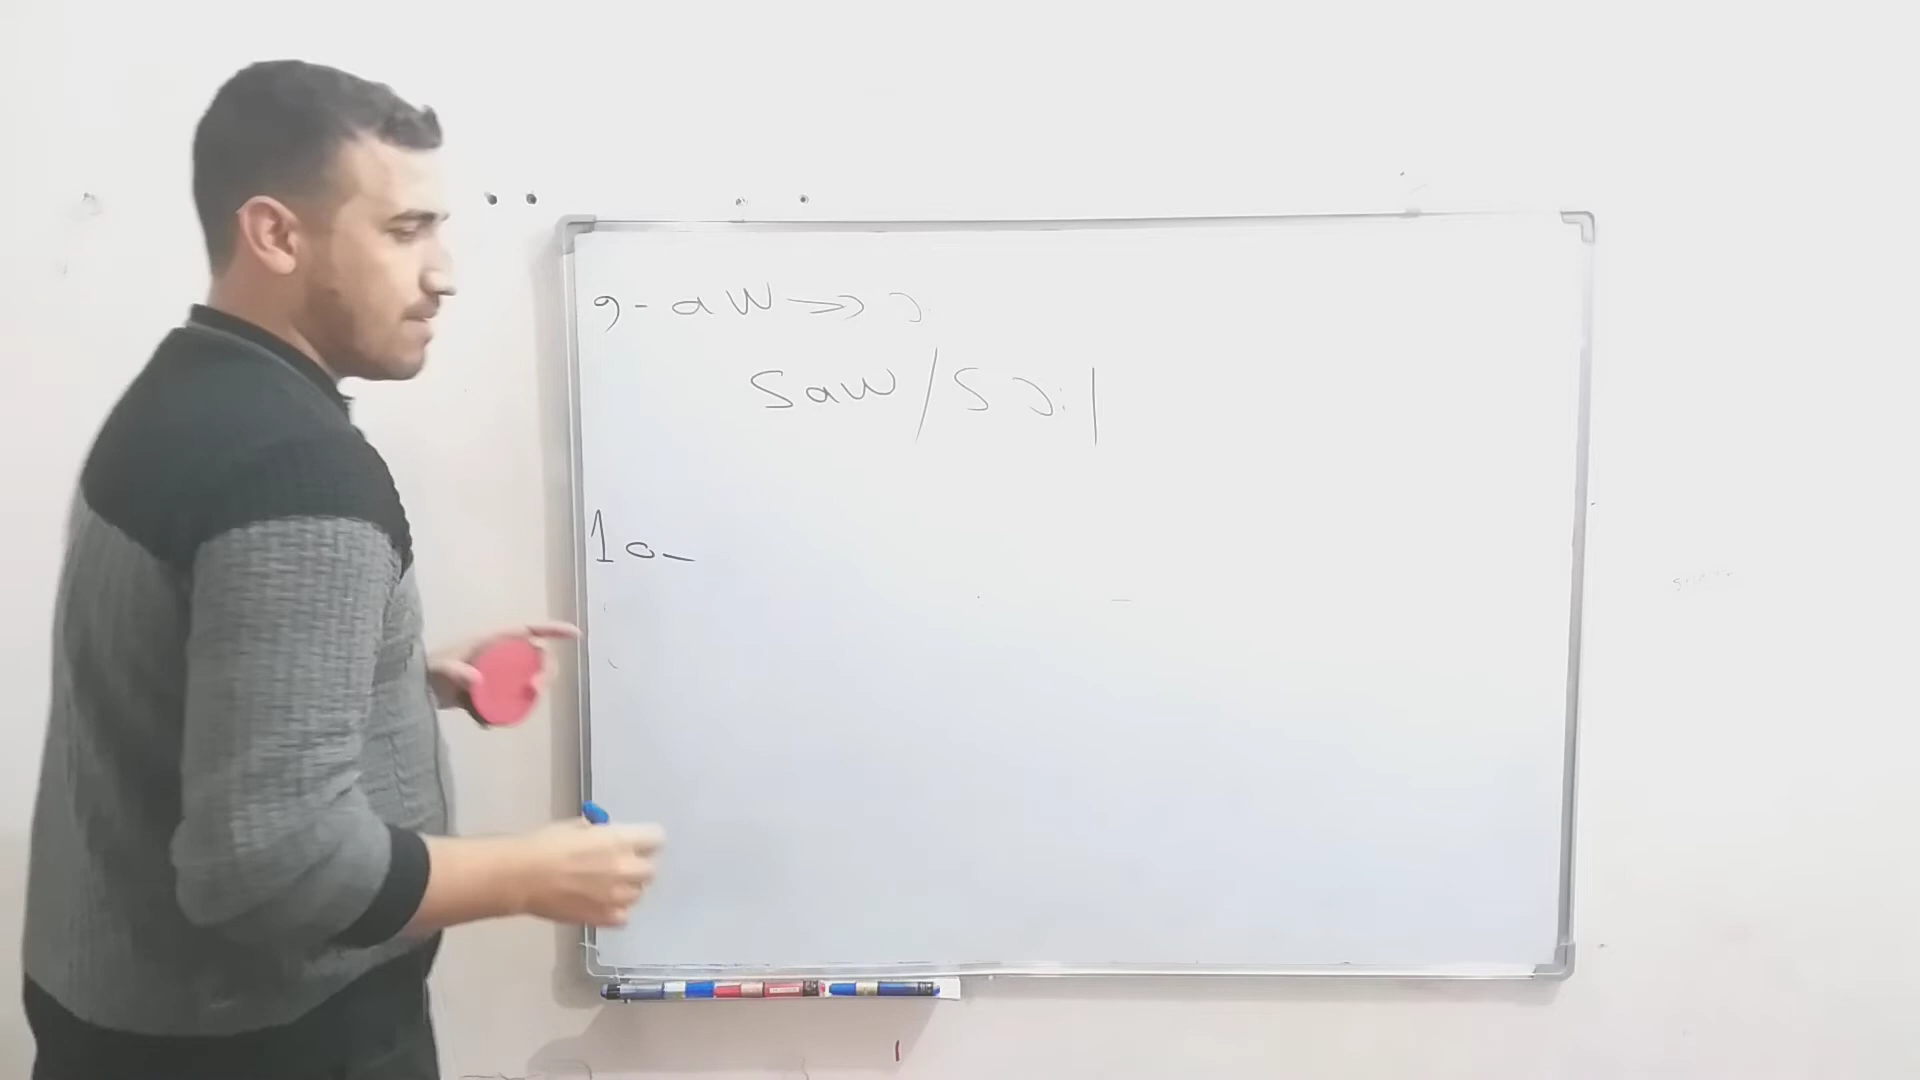 9- aw →> ɔ:
saw / sɔ: /
10-